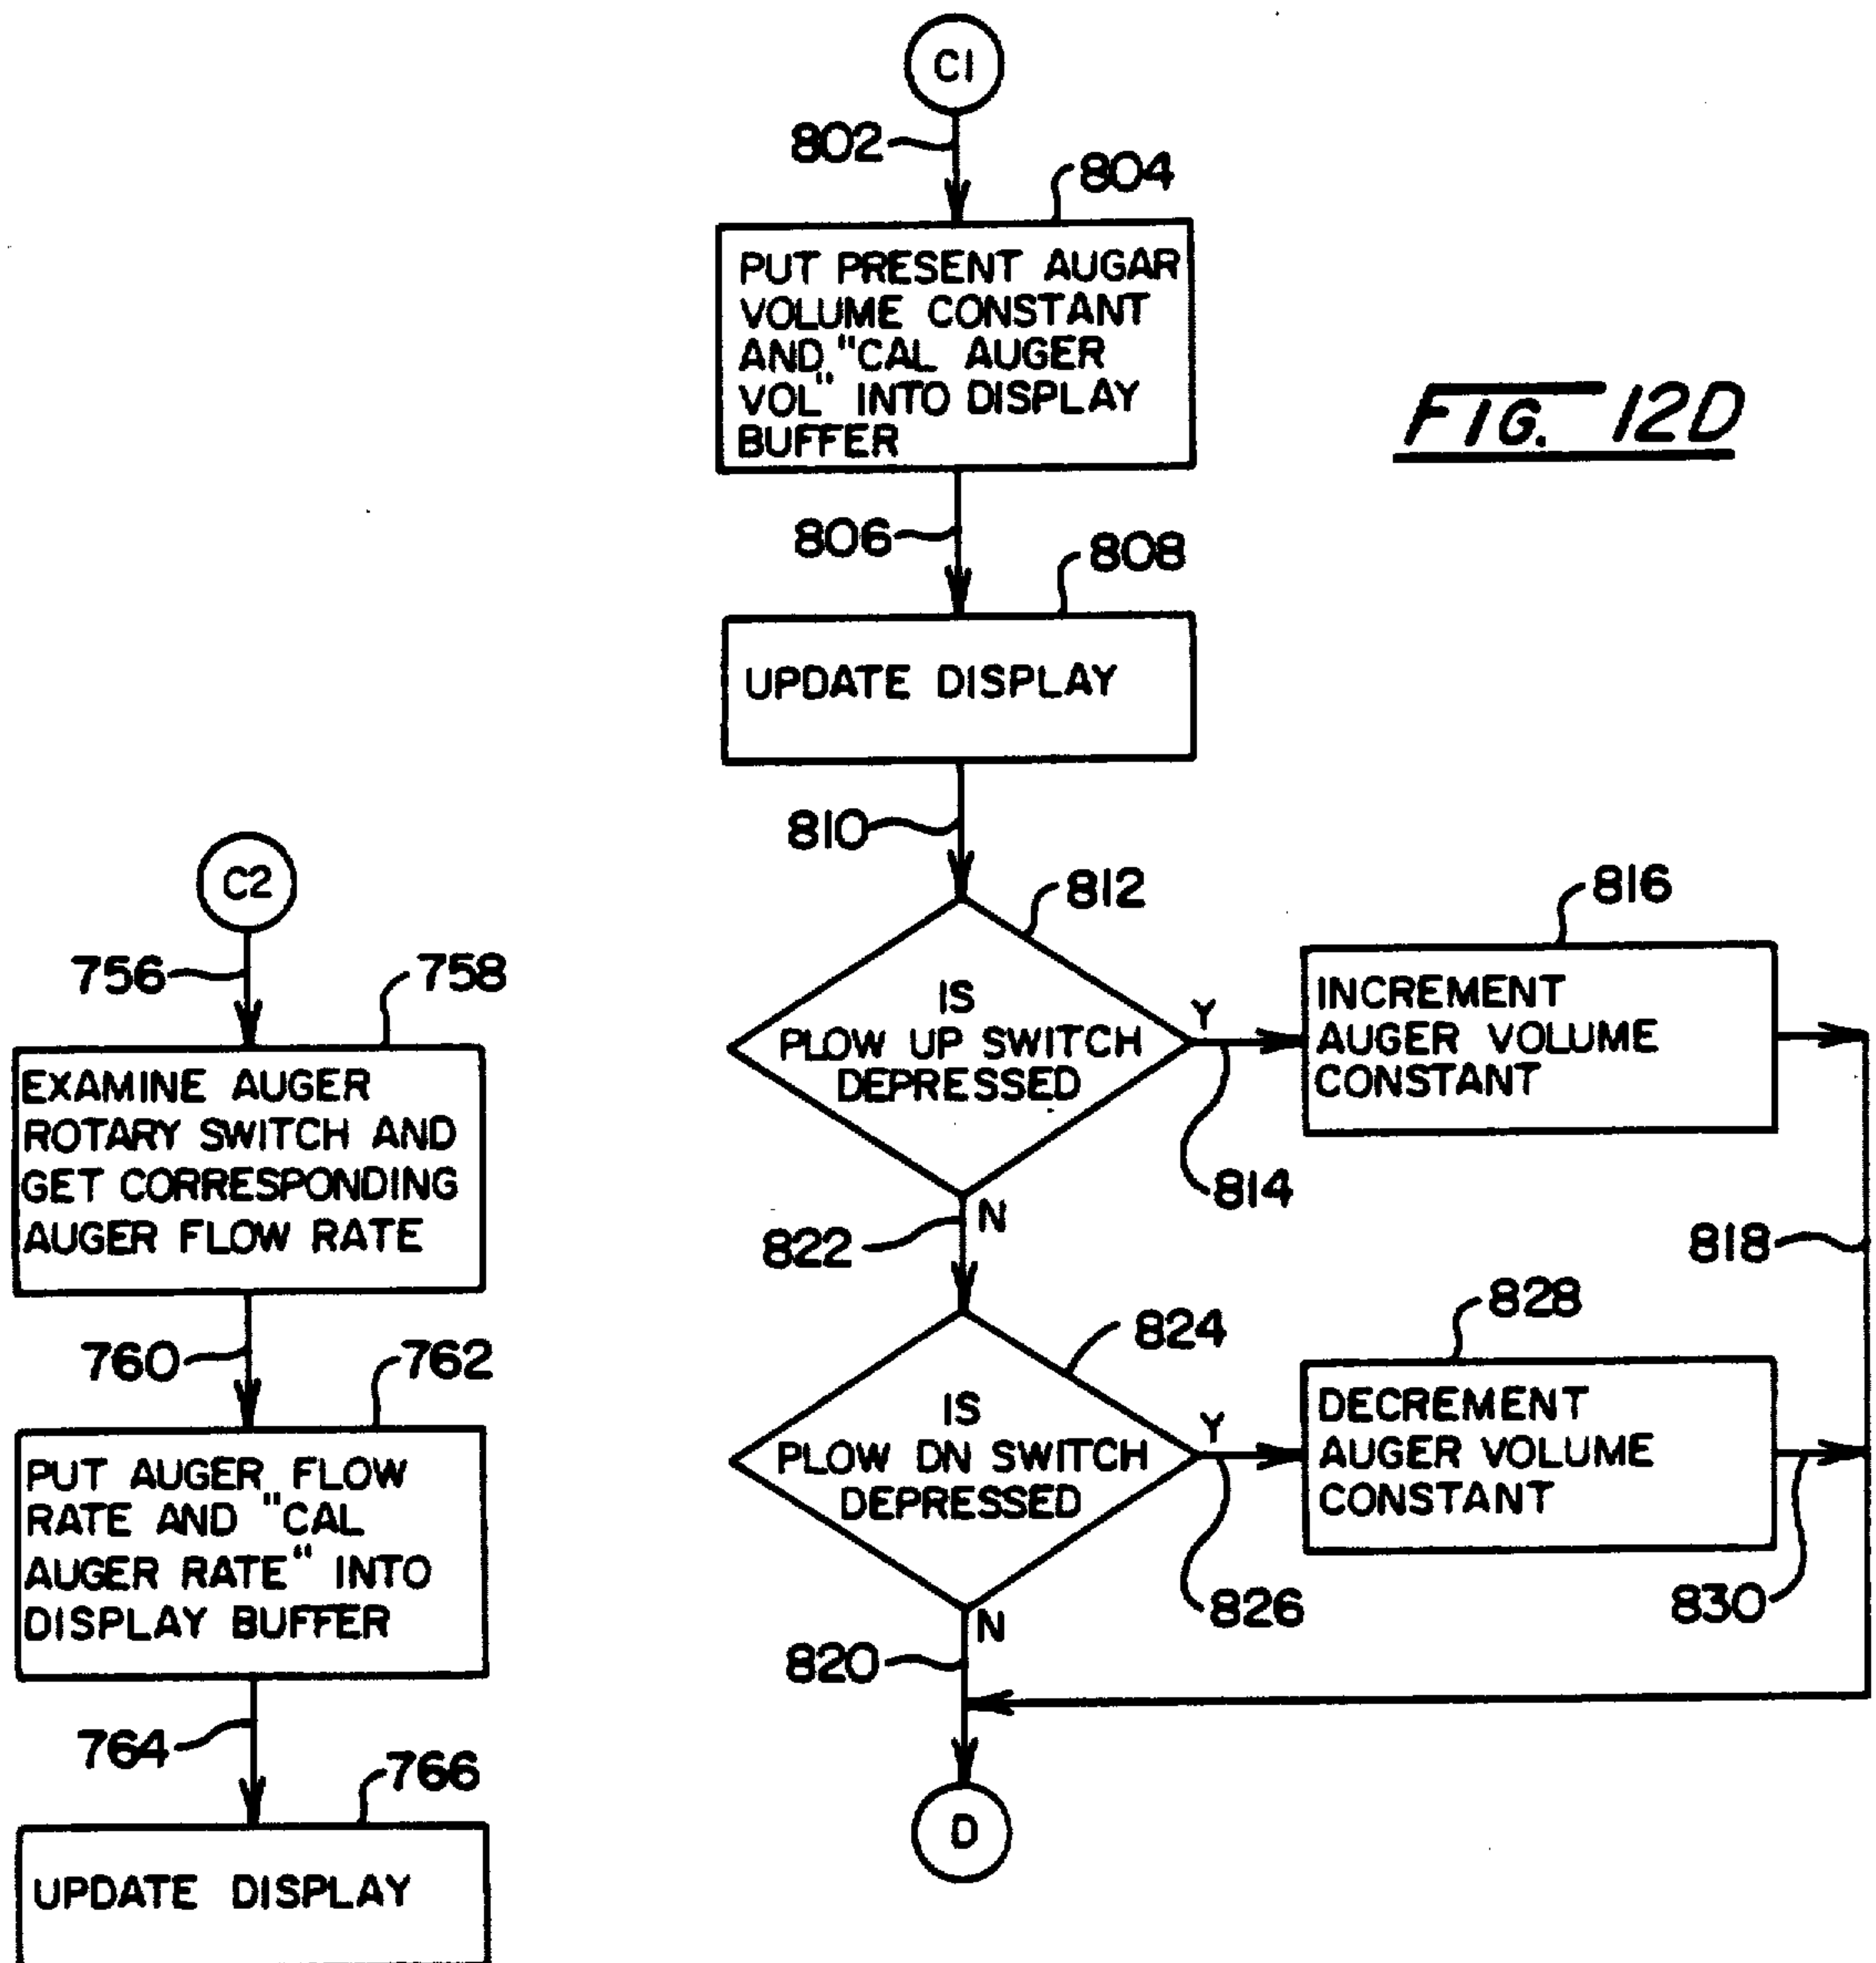 C1
802
804
PUT PRESENT AUGAR
VOLUME CONSTANT
AND "CAL AUGER
VOL" INTO DISPLAY
BUFFER
FIG. 12D
806
808
UPDATE DISPLAY
810
812
IS
PLOW UP SWITCH
DEPRESSED
Y
814
816
INCREMENT
AUGER VOLUME
CONSTANT
818
N
822
824
IS
PLOW DN SWITCH
DEPRESSED
Y
826
828
DECREMENT
AUGER VOLUME
CONSTANT
830
N
820
D
C2
756
758
EXAMINE AUGER
ROTARY SWITCH AND
GET CORRESPONDING
AUGER FLOW RATE
760
762
PUT AUGER FLOW
RATE AND "CAL
AUGER RATE" INTO
DISPLAY BUFFER
764
766
UPDATE DISPLAY